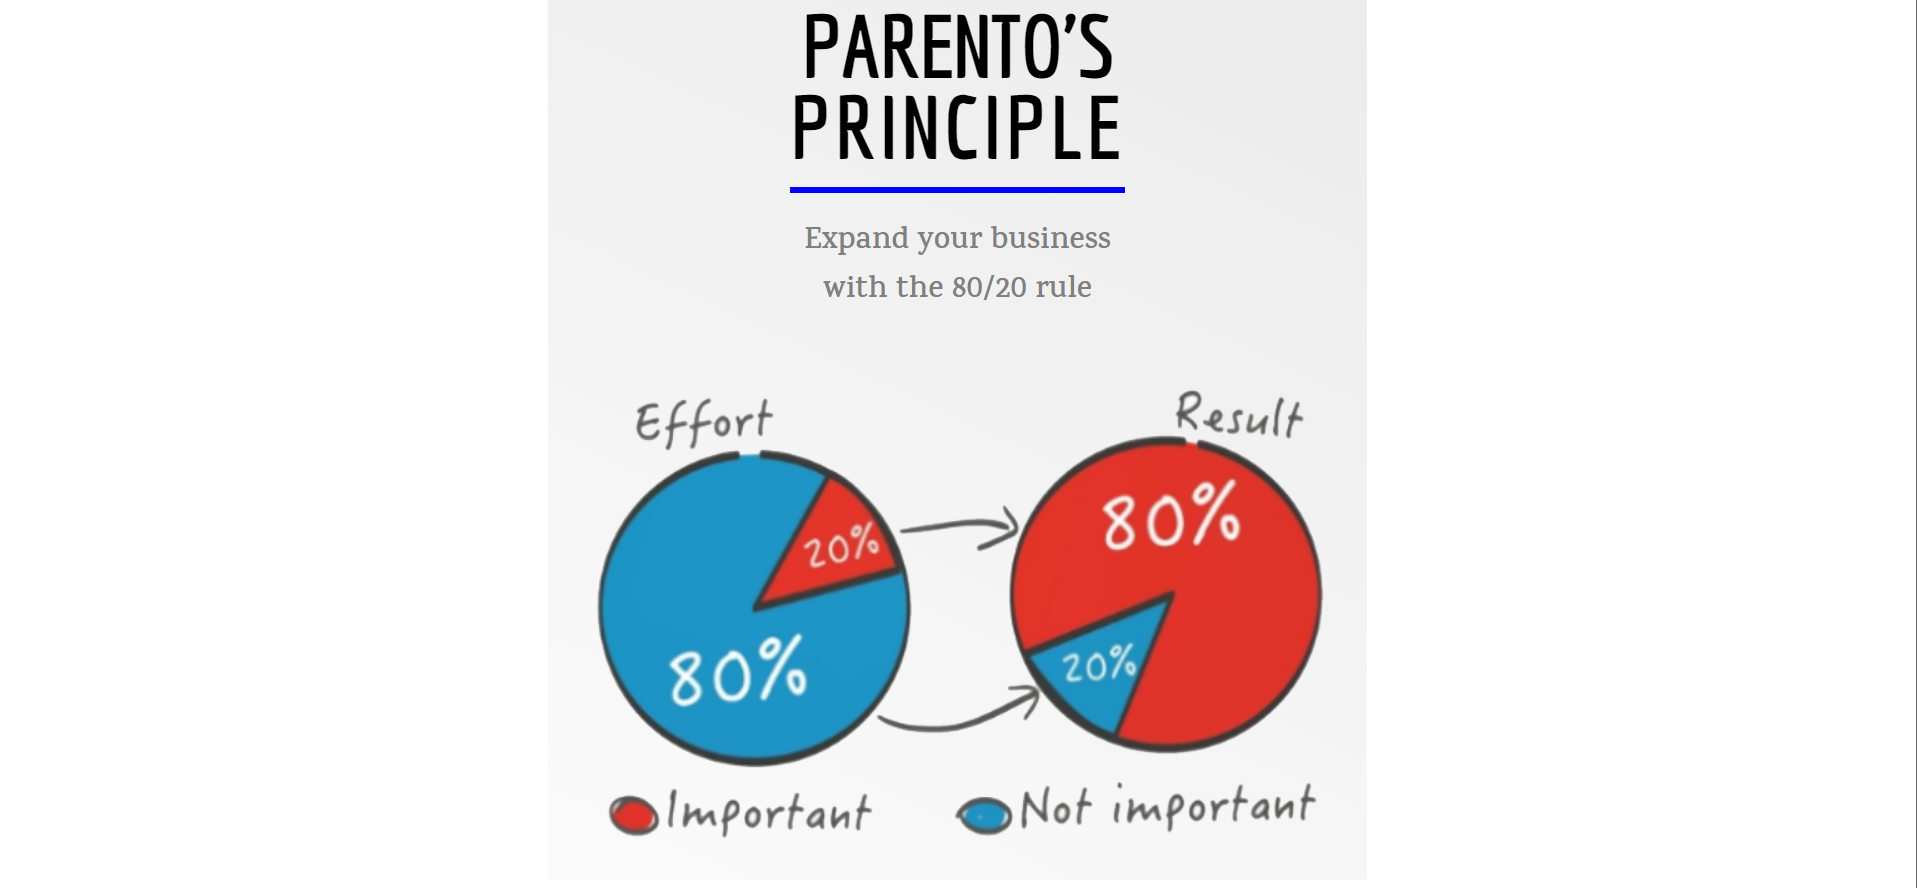 PARENTO’S
PRINCIPLE
Expand your business
with the 80/20 rule
Effort
Result
20%
80%
80%
20%
Important
Not important